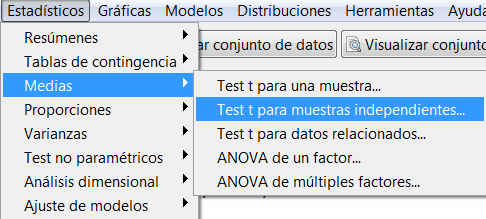 Estadísticos Gráficas Modelos Distribuciones Herramientas Ayuda
Resúmenes
ar conjunto de datos Visualizar conjunto
Tablas de contingencia
Medias
Test t para una muestra...
Proporciones
Test t para muestras independientes...
Varianzas
Test t para datos relacionados...
Test no paramétricos
ANOVA de un factor...
Análisis dimensional
ANOVA de múltiples factores...
Ajuste de modelos